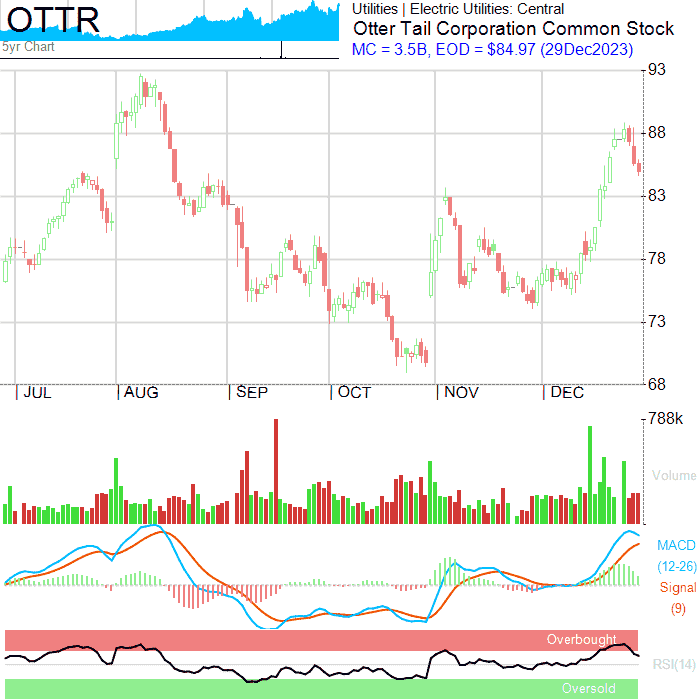 OTTR
5yr Chart
Utilities | Electric Utilities: Central
Otter Tail Corporation Common Stock
MC = 3.5B, EOD = $84.97 (29Dec2023)
93
88
83
78
73
68
JUL AUG SEP OCT NOV DEC
788k
Volume
MACD
(12-26)
Signal
(9)
Overbought
RSI(14)
Oversold